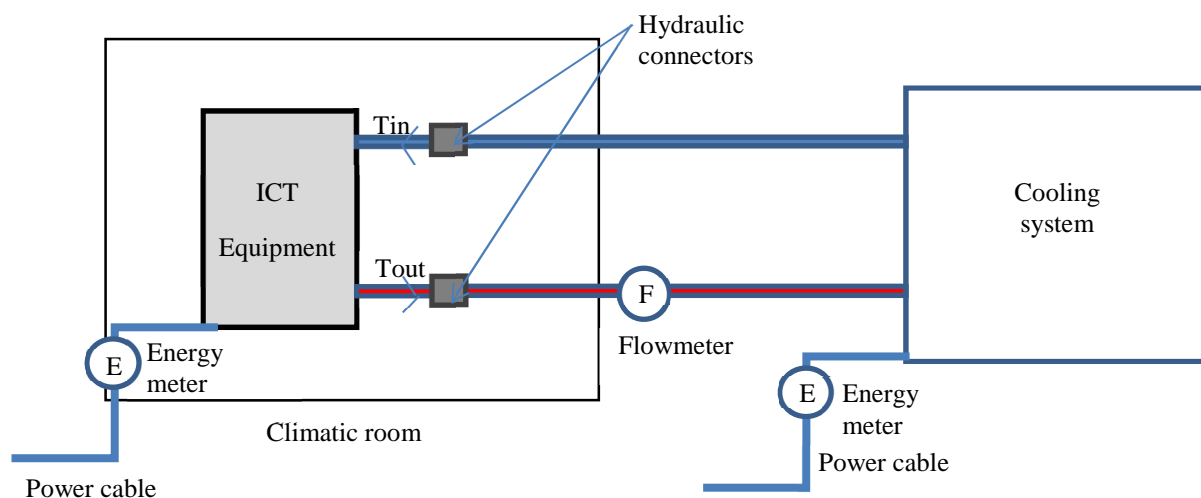 Hydraulic
connectors
Tin
ICT
Equipment
Cooling
system
Tout
F
Flowmeter
E
Energy
meter
E
Energy
meter
Climatic room
Power cable
Power cable